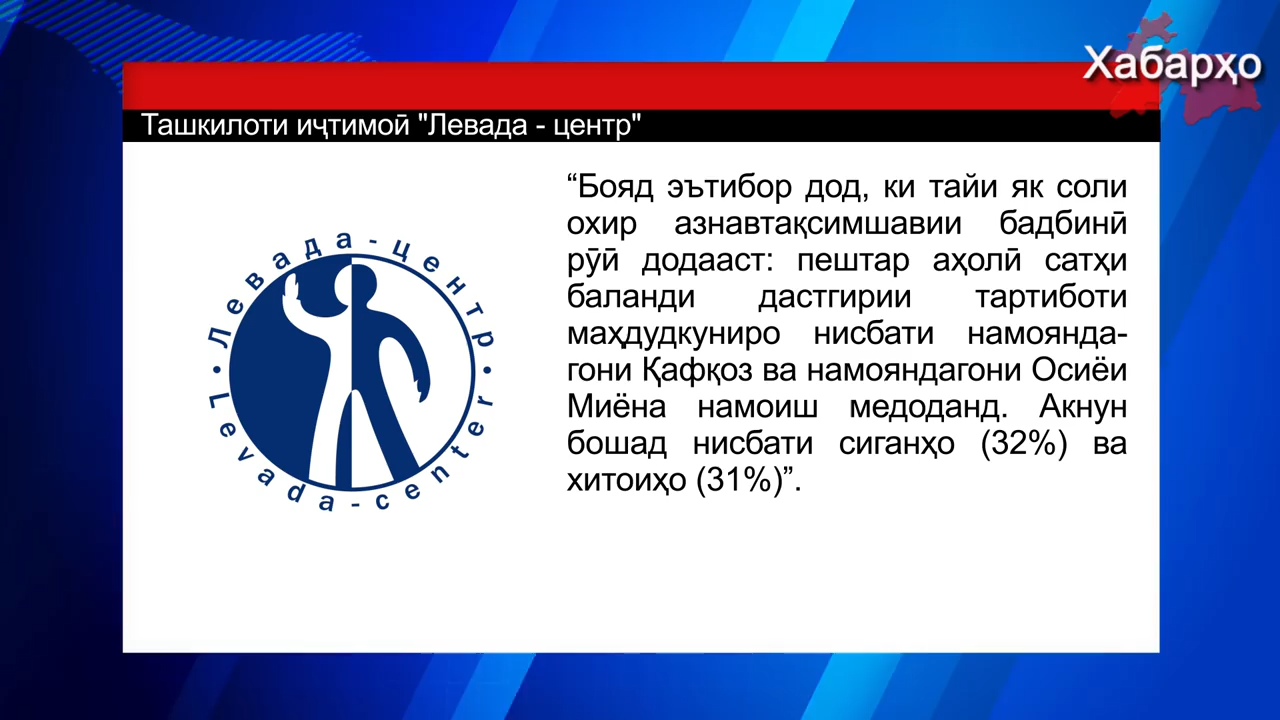 Хабарҳо
Ташкилоти иҷтимоӣ "Левада - центр"
“Бояд эътибор дод, ки тайи як соли
охир азнавтақсимшавии бадбинӣ
рӯй додааст: пештар аҳолӣ сатҳи
баланди дастгирии тартиботи
маҳдудкуниро нисбати намоянда-
гони Қафқоз ва намояндагони Осиёи
Миёна намоиш медоданд. Акнун
бошад нисбати сиганҳо (32%) ва
хитоиҳо (31%)”.
Левада-центр
Levada-center